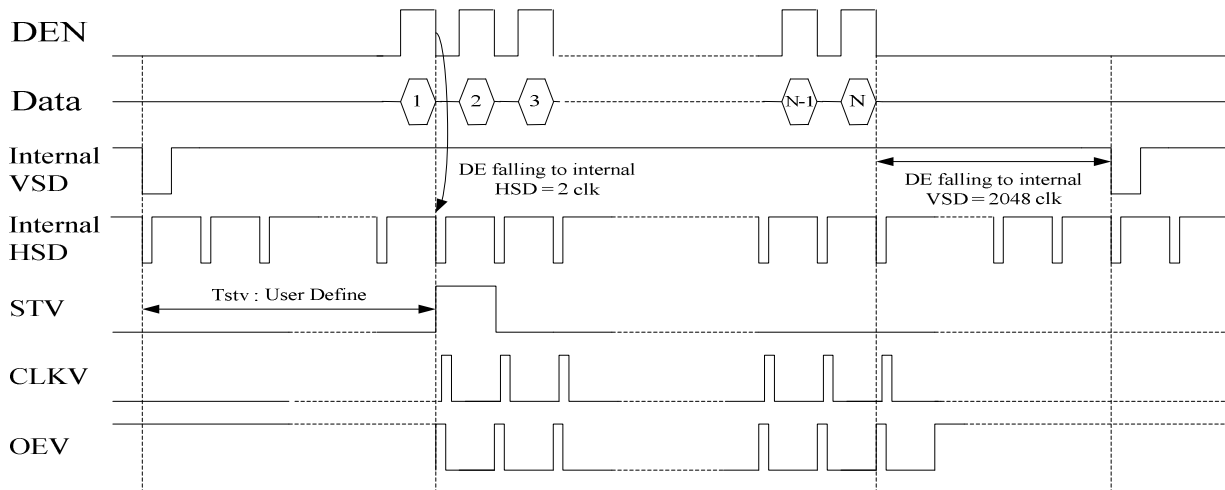 DEN
Data
1
2
3
N-1
N
Internal
VSD
DE falling to internal
HSD = 2 clk
DE falling to internal
VSD = 2048 clk
Internal
HSD
Tstv : User Define
STV
CLKV
OEV